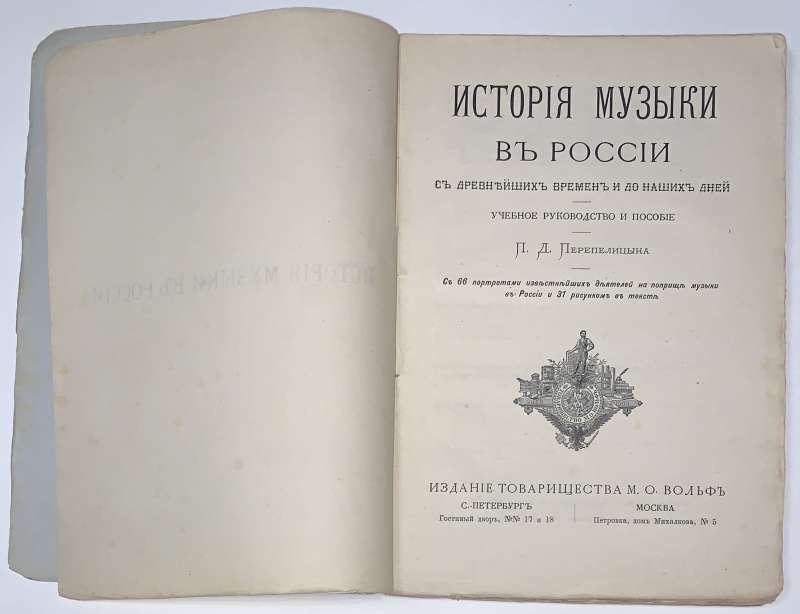 ИСТОРІЯ МУЗЫКИ
ВЪ РОССІИ
СЪ ДРЕВНѢЙШИХЪ ВРЕМЕНЪ И ДО НАШИХЪ ДНЕЙ
УЧЕБНОЕ РУКОВОДСТВО И ПОСОБІЕ
П. Д. Перепелицына
Съ 66 портретами извѣстнѣйшихъ дѣятелей на поприщѣ музыки
въ Россіи и 31 рисункомъ въ текстѣ
ИЗДАНІЕ ТОВАРИЩЕСТВА М. О. ВОЛЬФЪ
С.-ПЕТЕРБУРГЪ
Гостиный дворъ, №№ 17 и 18
МОСКВА
Петровка, домъ Михалкова, № 5